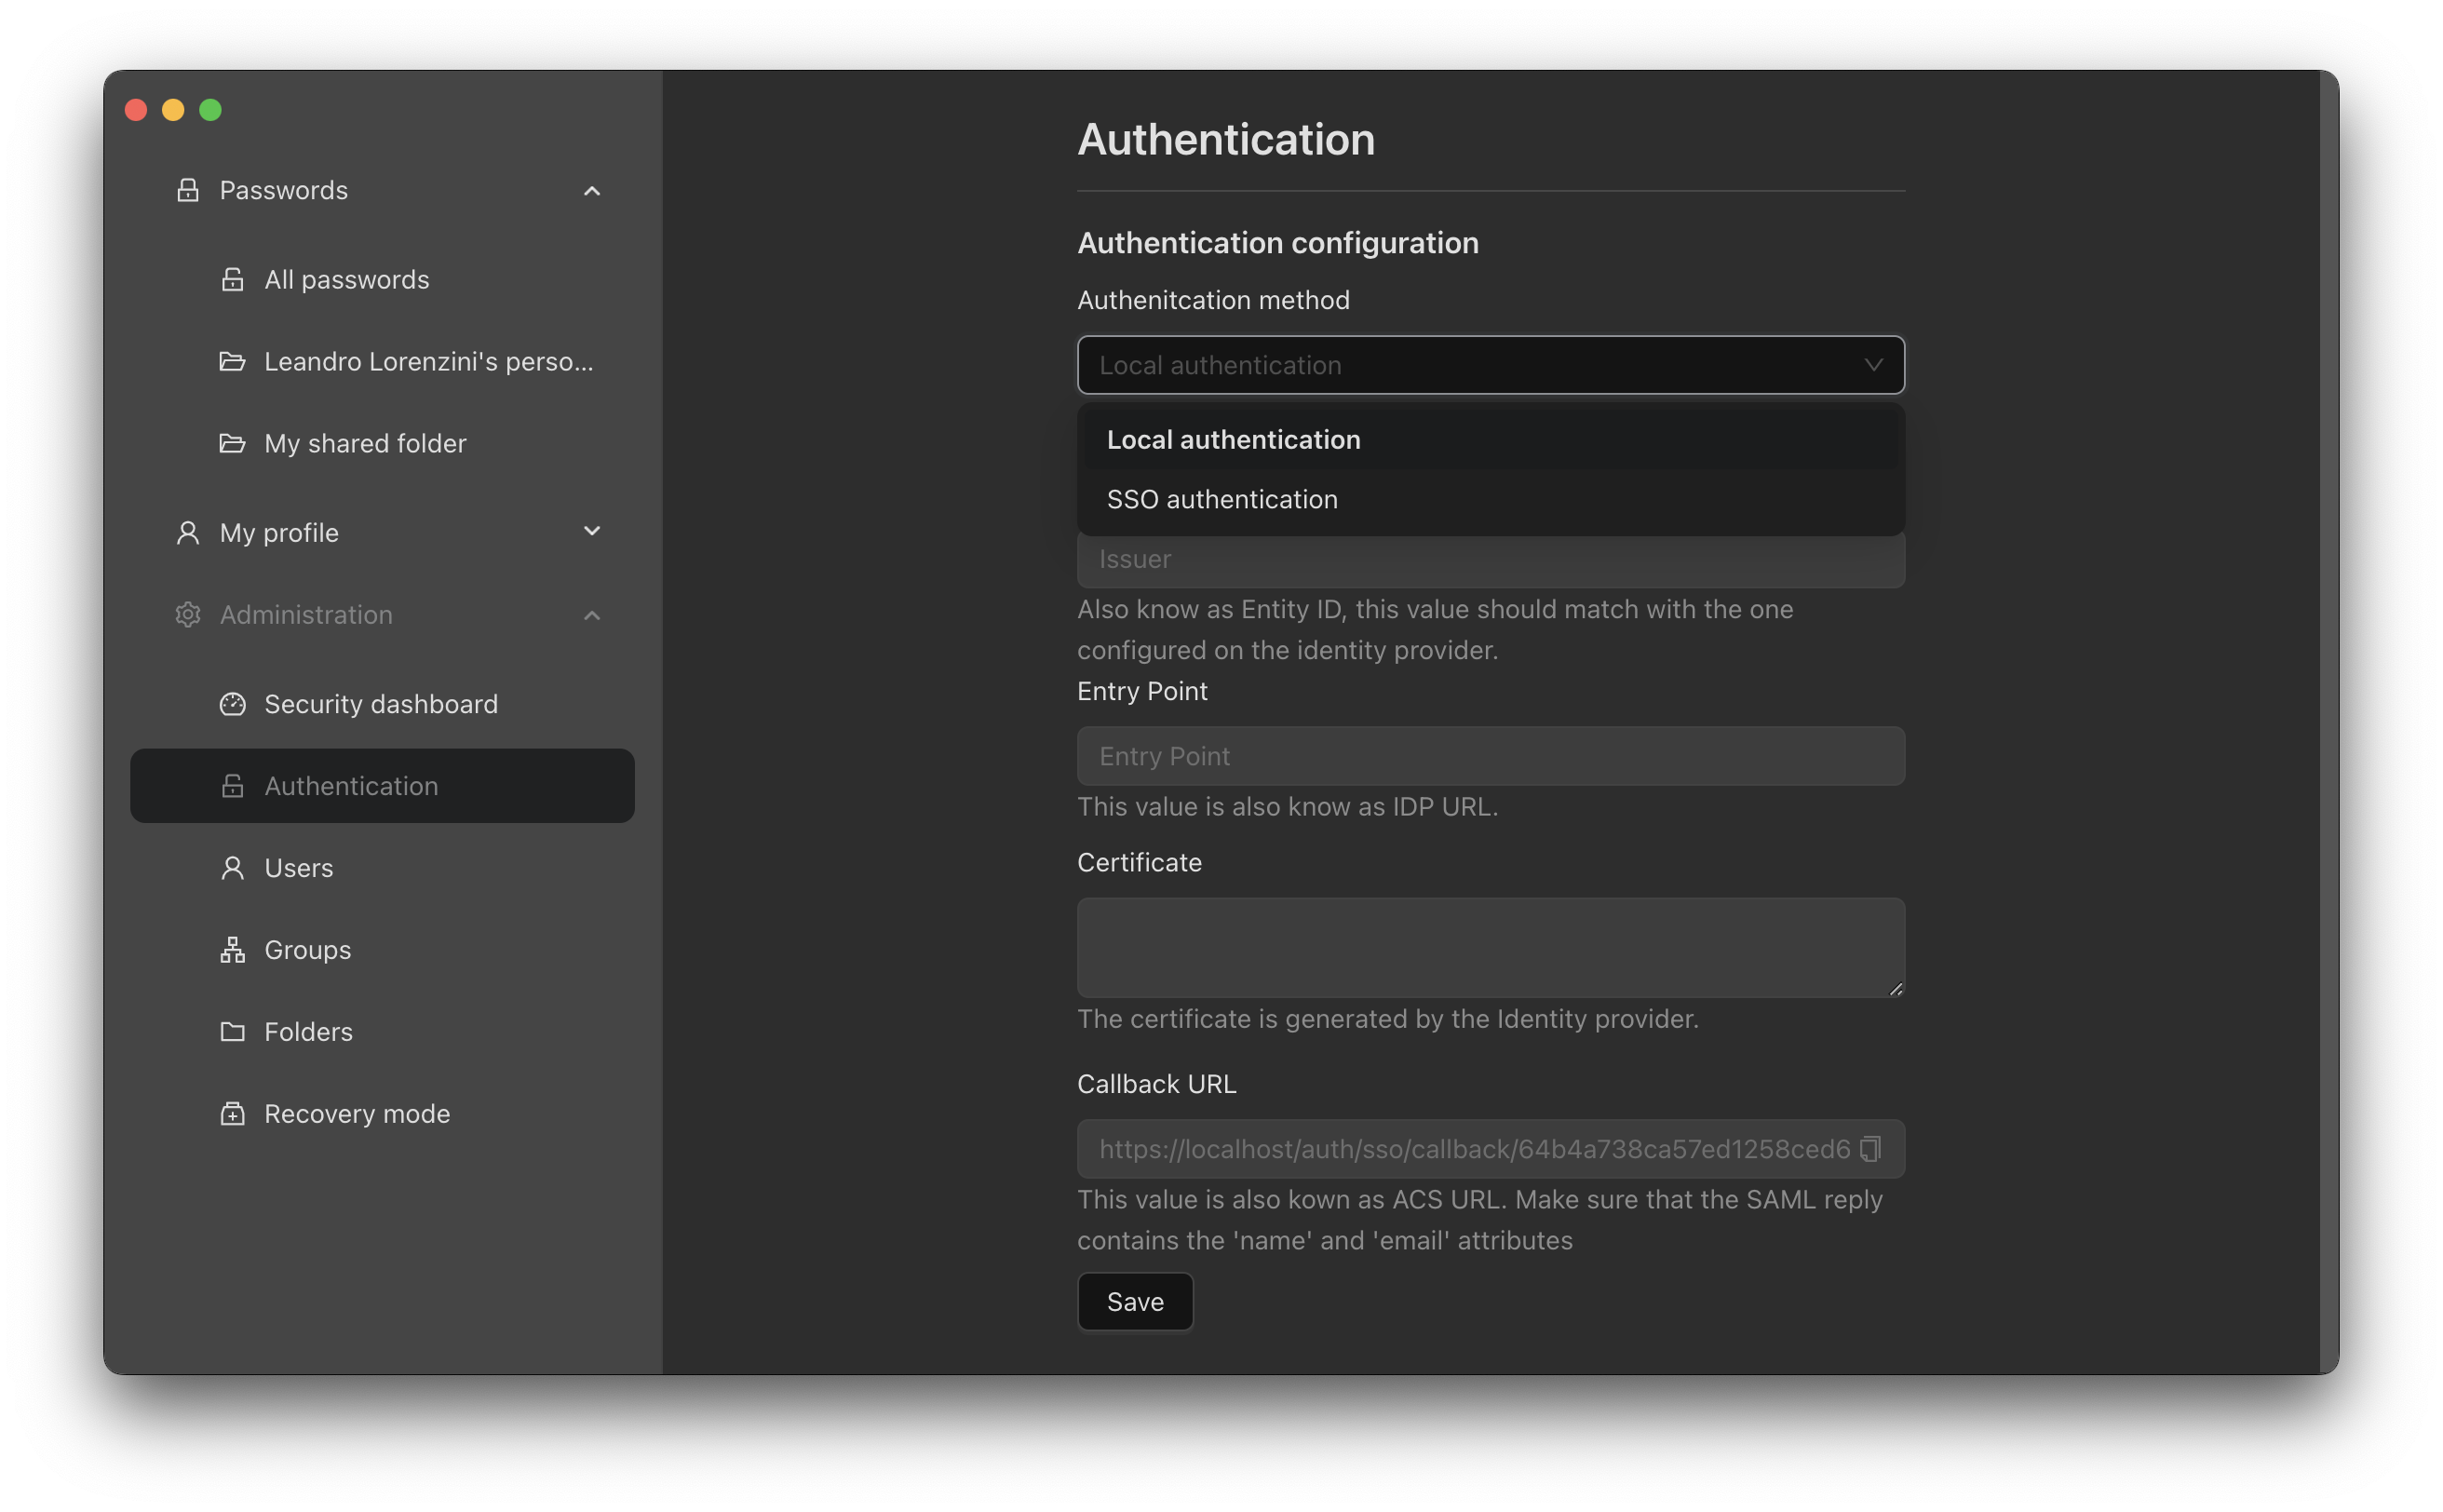 Passwords
All passwords
Leandro Lorenzini's perso...
My shared folder
My profile
Administration
Security dashboard
Authentication
Users
Groups
Folders
Recovery mode
Authentication
Authentication configuration
Authenitcation method
Local authentication
Local authentication
SSO authentication
Issuer
Also know as Entity ID, this value should match with the one
configured on the identity provider.
Entry Point
Entry Point
This value is also know as IDP URL.
Certificate
The certificate is generated by the Identity provider.
Callback URL
https://localhost/auth/sso/callback/64b4a738ca57ed1258ced6
This value is also kown as ACS URL. Make sure that the SAML reply
contains the 'name' and 'email' attributes
Save